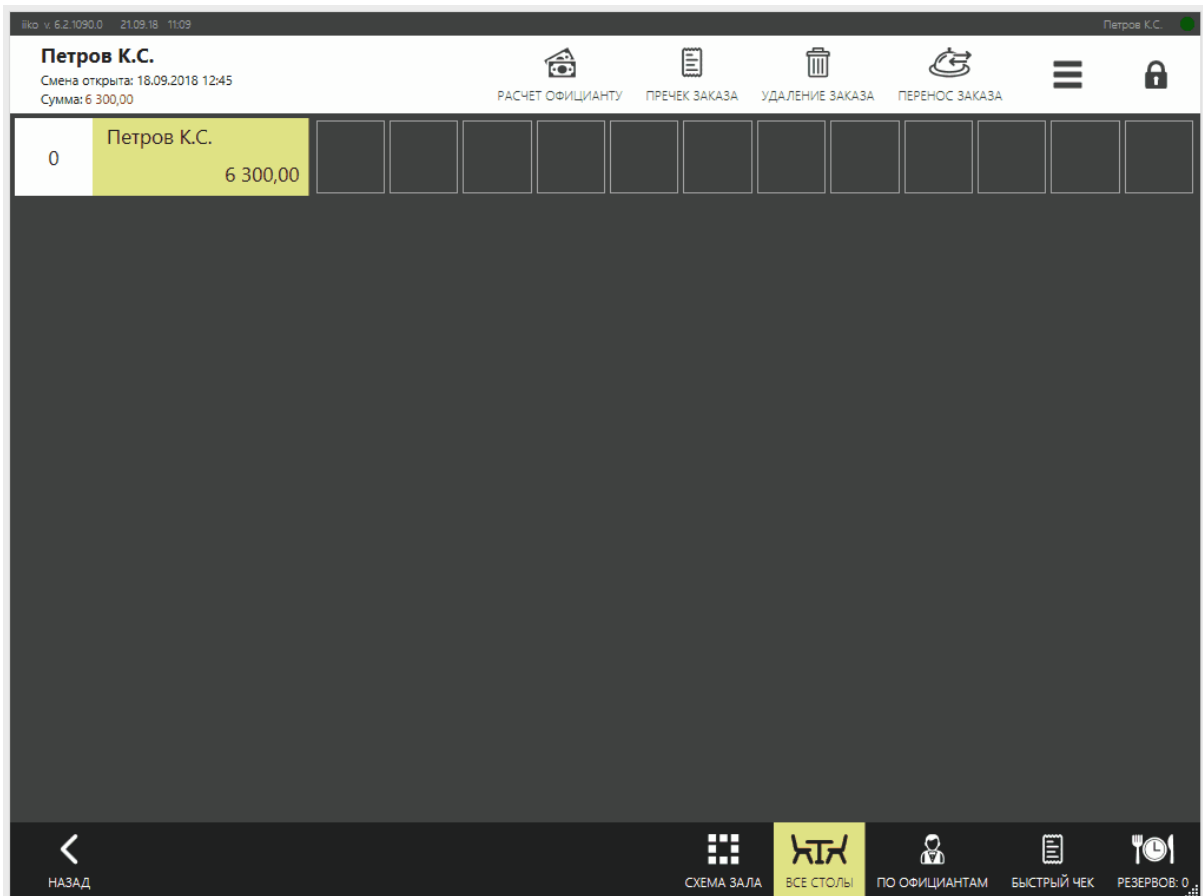 iiko v. 6.2.1090.0 21.09.18 11:09 Петров К.С.
Петров К.С.
Смена открыта: 18.09.2018 12:45
Сумма: 6 300,00
РАСЧЕТ ОФИЦИАНТУ ПРЕЧЕК ЗАКАЗА УДАЛЕНИЕ ЗАКАЗА ПЕРЕНОС ЗАКАЗА
0 Петров К.С.
6 300,00
НАЗАД СХЕМА ЗАЛА ВСЕ СТОЛЫ ПО ОФИЦИАНТАМ БЫСТРЫЙ ЧЕК РЕЗЕРВОВ: 0